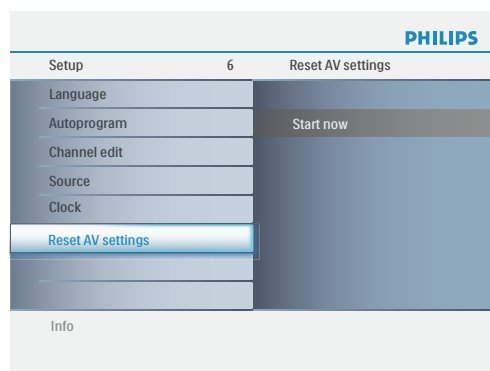 PHILIPS
Setup 6 Reset AV settings
Language
Autoprogram Start now
Channel edit
Source
Clock
Reset AV settings
Info